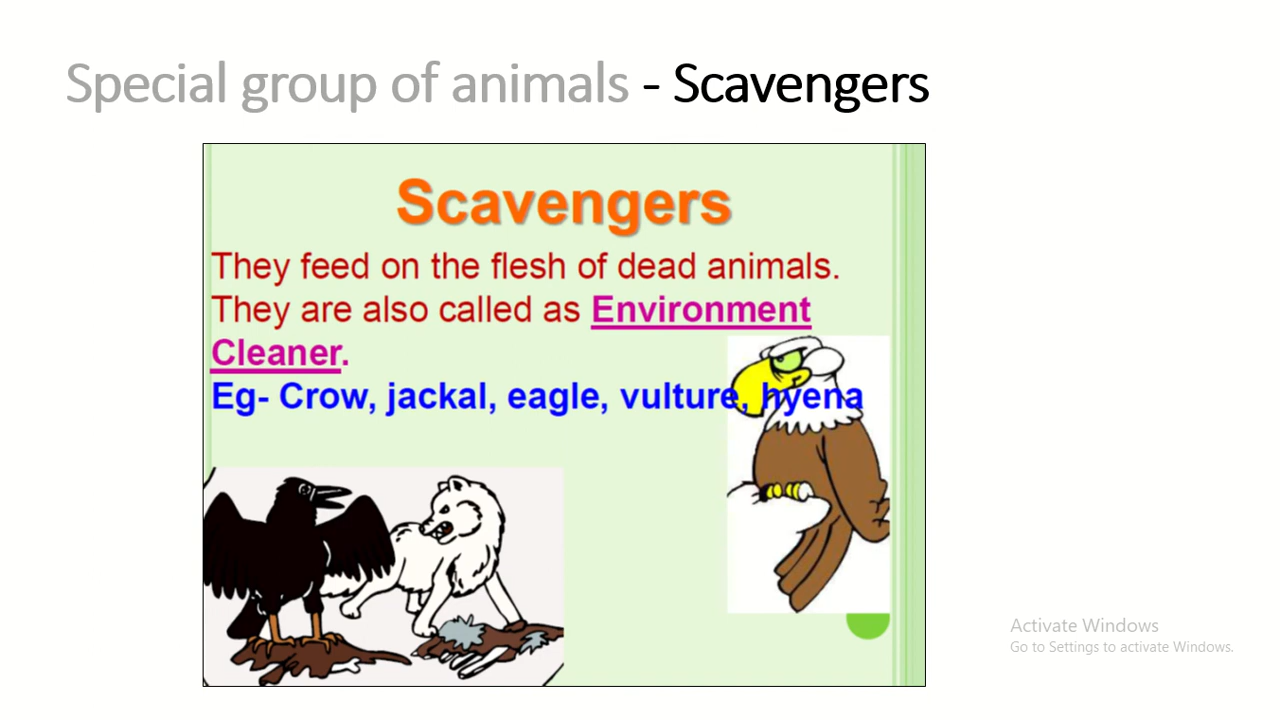 Special group of animals - Scavengers
Scavengers
They feed on the flesh of dead animals.
They are also called as Environment
Cleaner.
Eg- Crow, jackal, eagle, vulture, hyena
Activate Windows
Go to Settings to activate Windows.